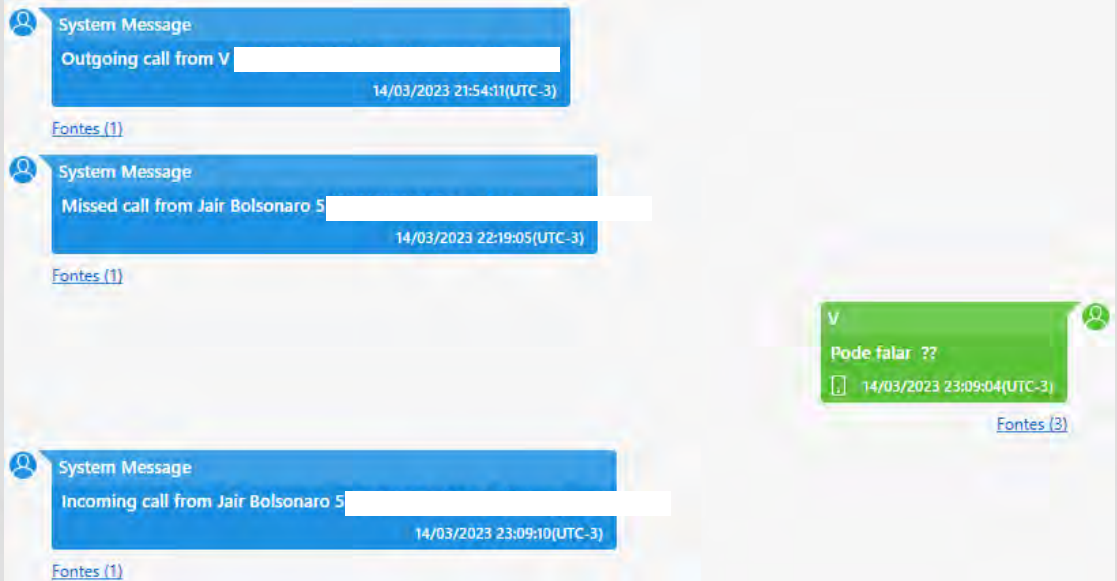 System Message
Outgoing call from V
14/03/2023 21:54:11(UTC-3)
Fontes (1)
System Message
Missed call from Jair Bolsonaro 5
14/03/2023 22:19:05(UTC-3)
Fontes (1)
V
Pode falar ??
14/03/2023 23:09:04(UTC-3)
Fontes (3)
System Message
Incoming call from Jair Bolsonaro 5
14/03/2023 23:09:10(UTC-3)
Fontes (1)